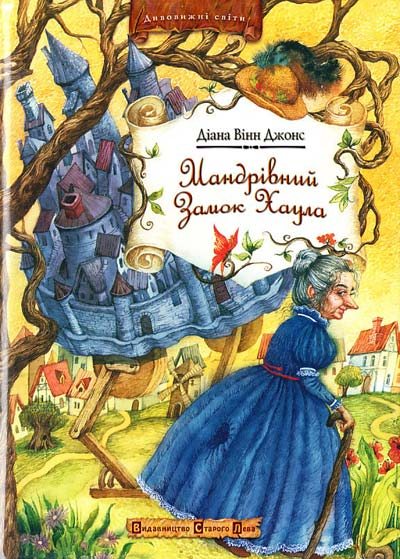 Дивовижні світи
Діана Вінн Джонс
Мандрівний
Замок Хаула
Видавництво Старого Лева